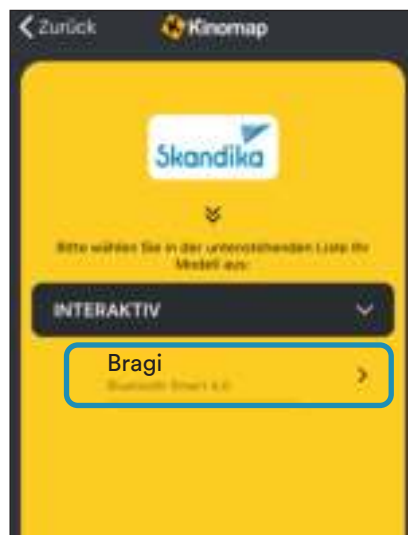 Zurück
Kinomap
Skandika
Bitte wählen Sie in der untenstehenden Liste Ihr
Modell aus:
INTERAKTIV
Bragi
Bluetooth Smart 4.0